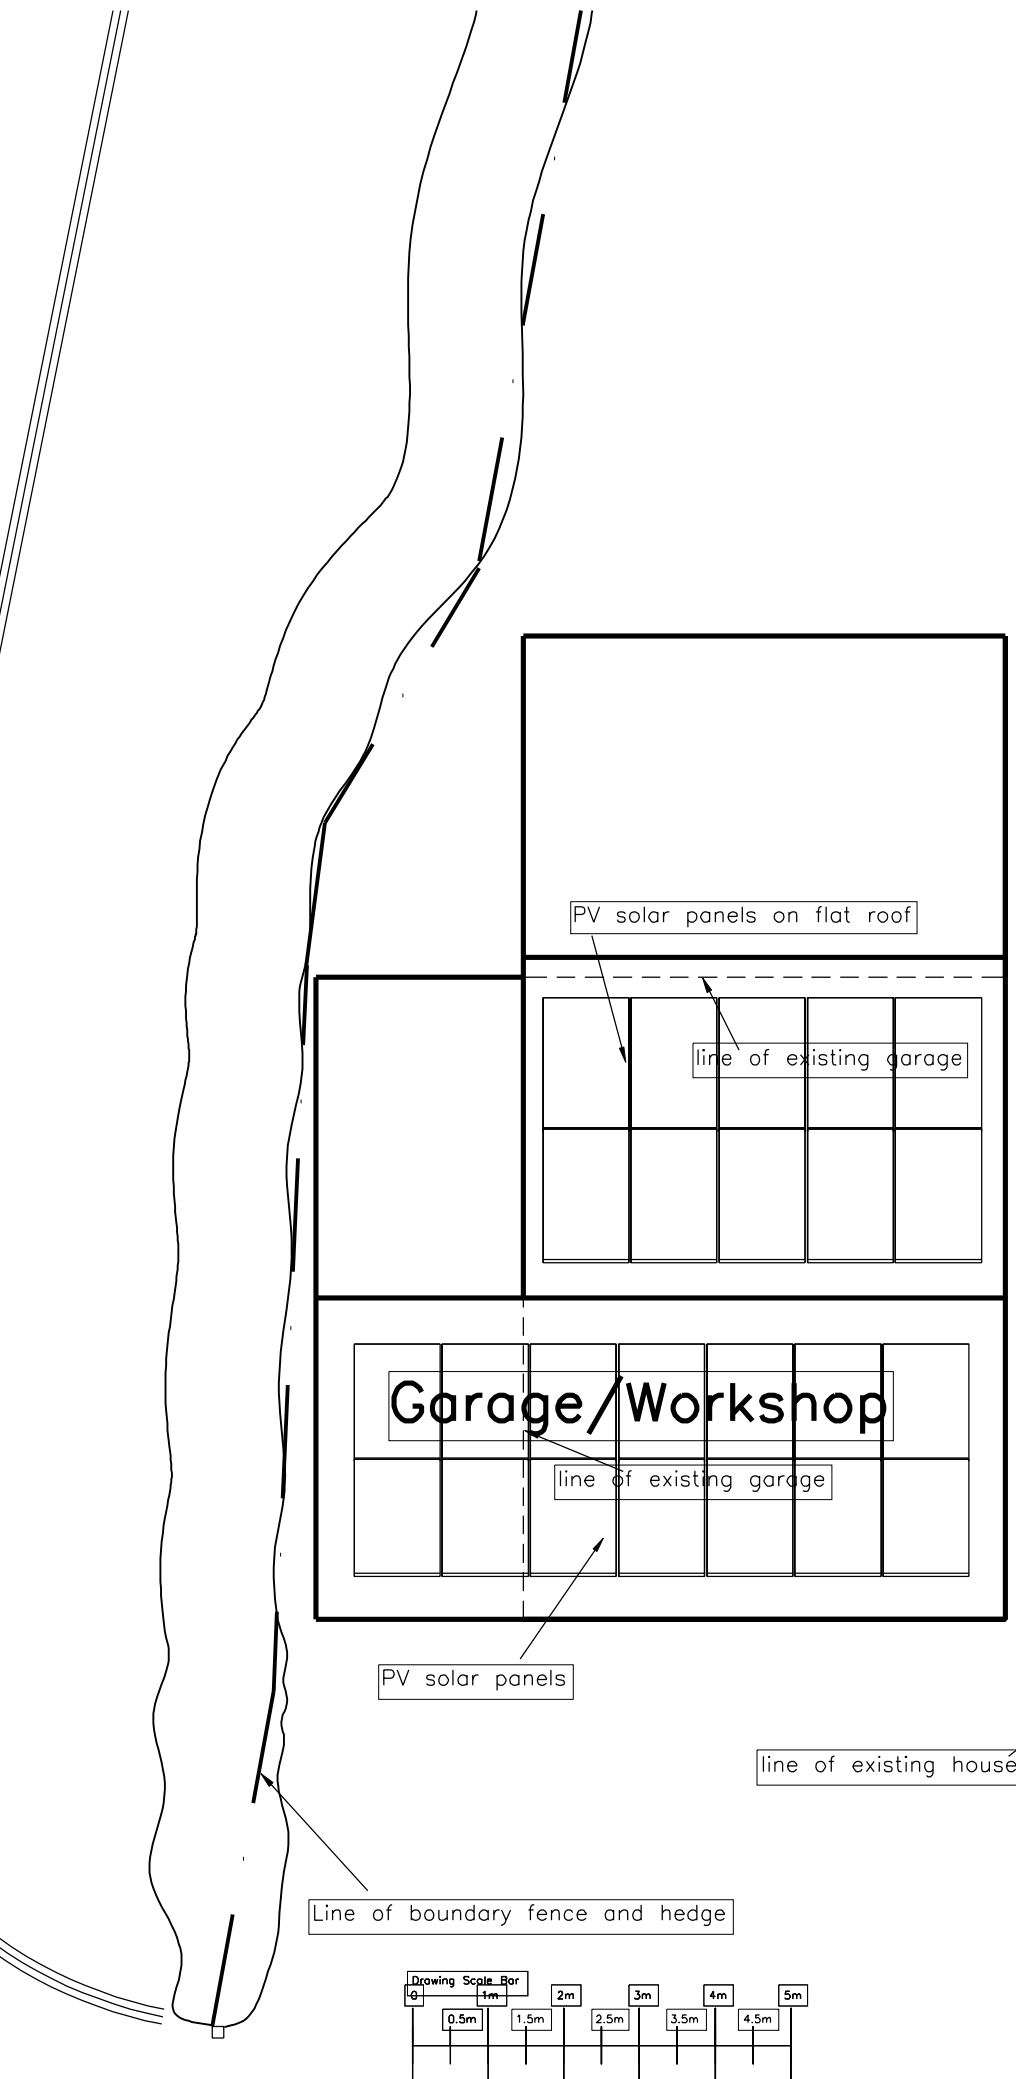 PV solar panels on flat roof
line of existing garage
Garage/Workshop
line of existing garage
PV solar panels
line of existing house
Line of boundary fence and hedge
Drawing Scale Bar
0 1m 2m 3m 4m 5m
0.5m 1.5m 2.5m 3.5m 4.5m